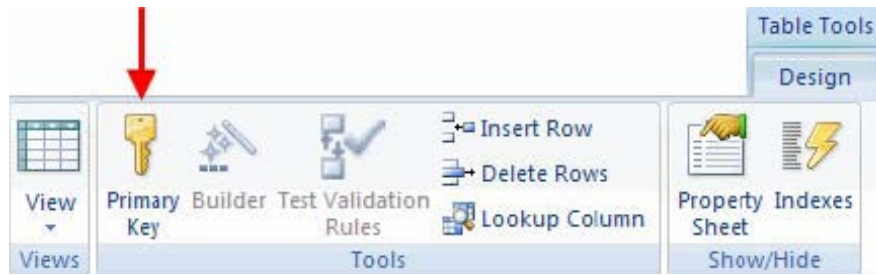 Table Tools
Design
View
Primary
Key
Builder
Test Validation
Rules
Insert Row
Delete Rows
Lookup Column
Property
Sheet
Indexes
Views
Tools
Show/Hide